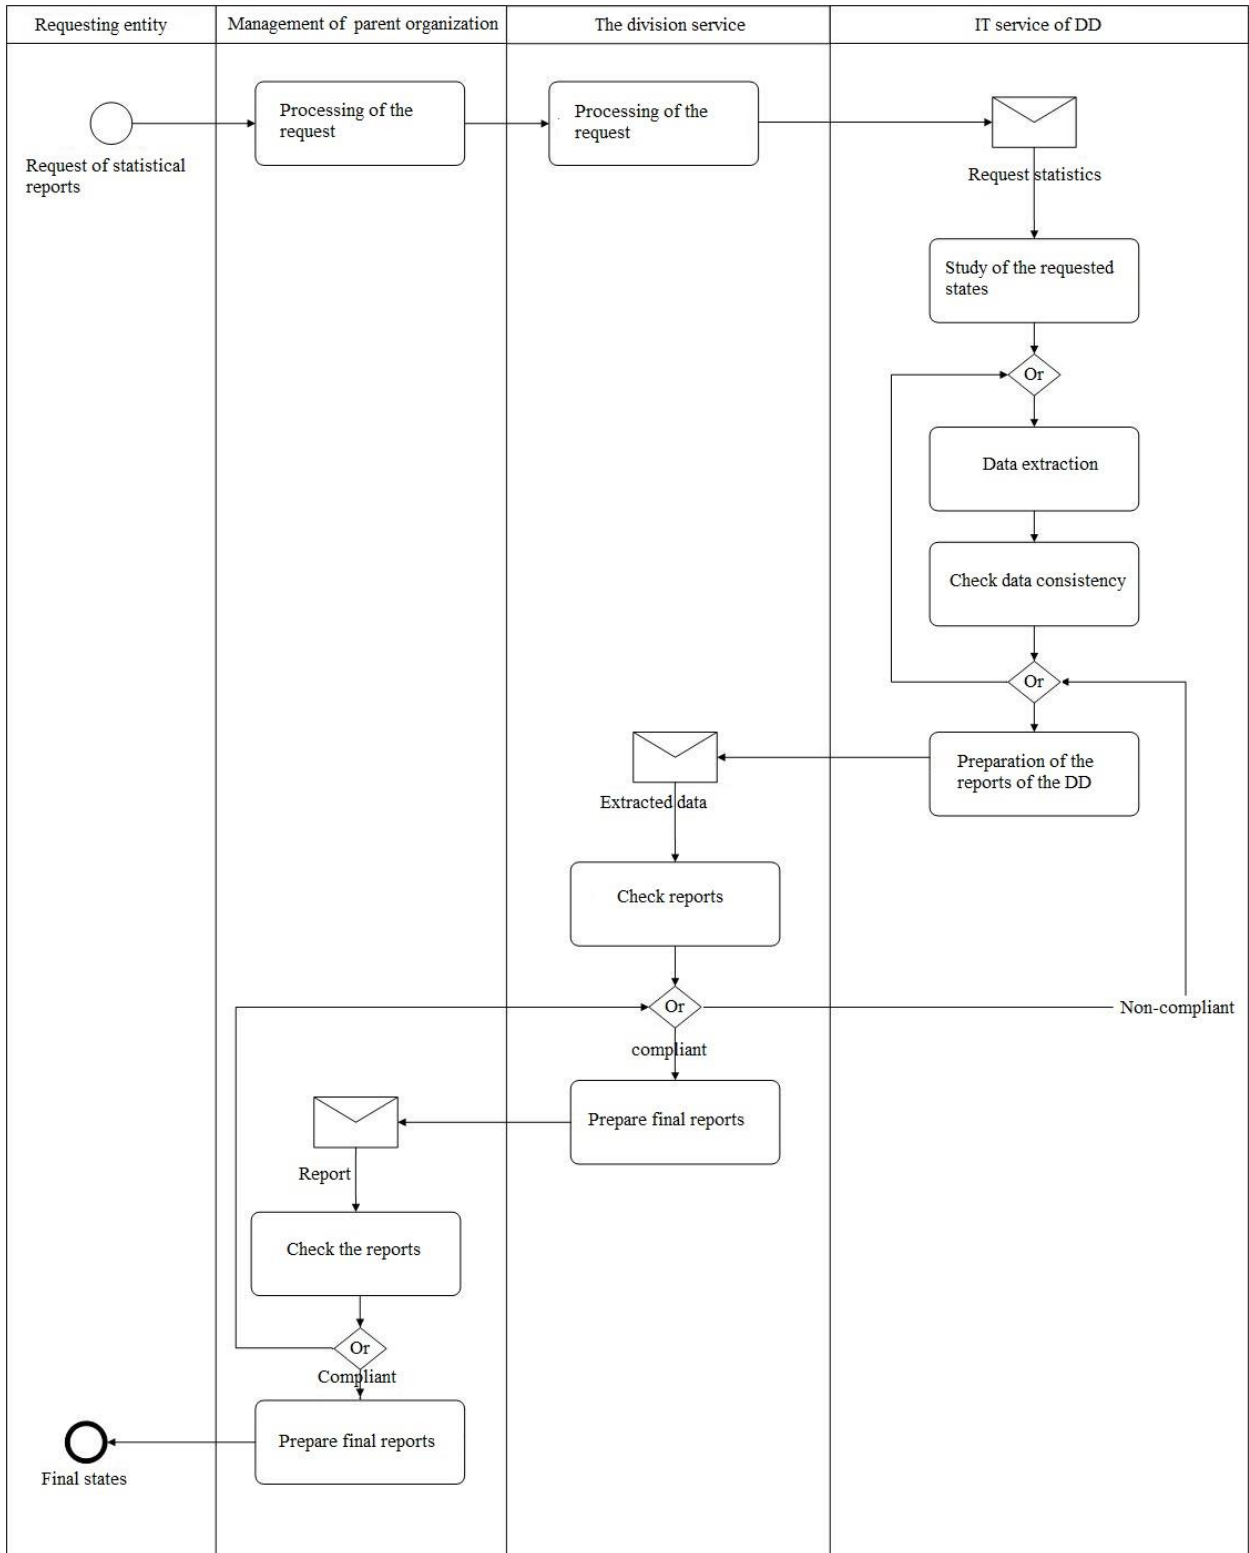 Requesting entity
Management of parent organization
The division service
IT service of DD
Processing of the
request
Processing of the
request
Request of statistical
reports
Request statistics
Study of the requested
states
Or
Data extraction
Check data consistency
Or
Preparation of the
reports of the DD
Extracted data
Check reports
Or
Non-compliant
compliant
Prepare final reports
Report
Check the reports
Or
Compliant
Prepare final reports
Final states